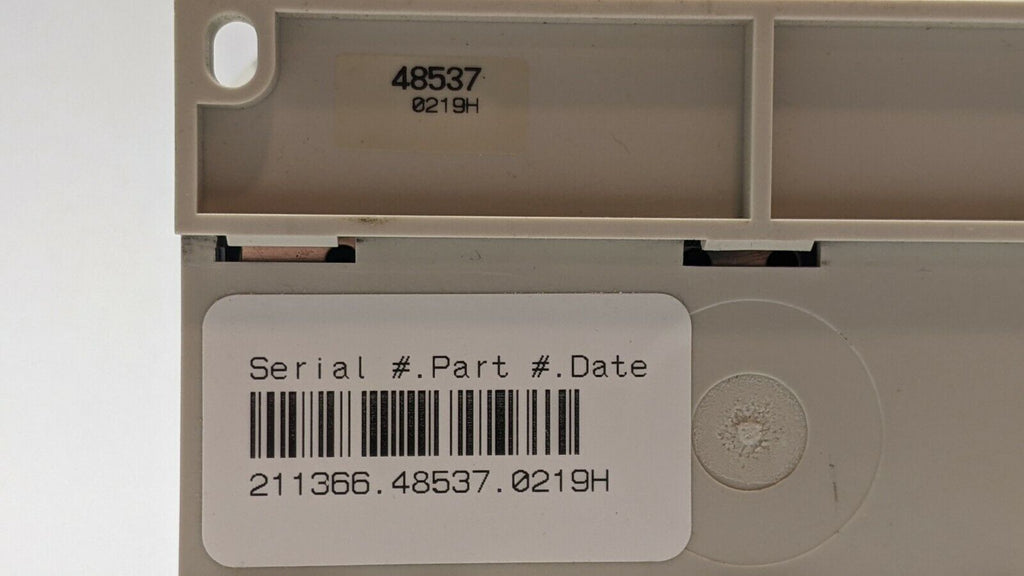 48537
0219H
Serial #.Part #.Date
211366.48537.0219H